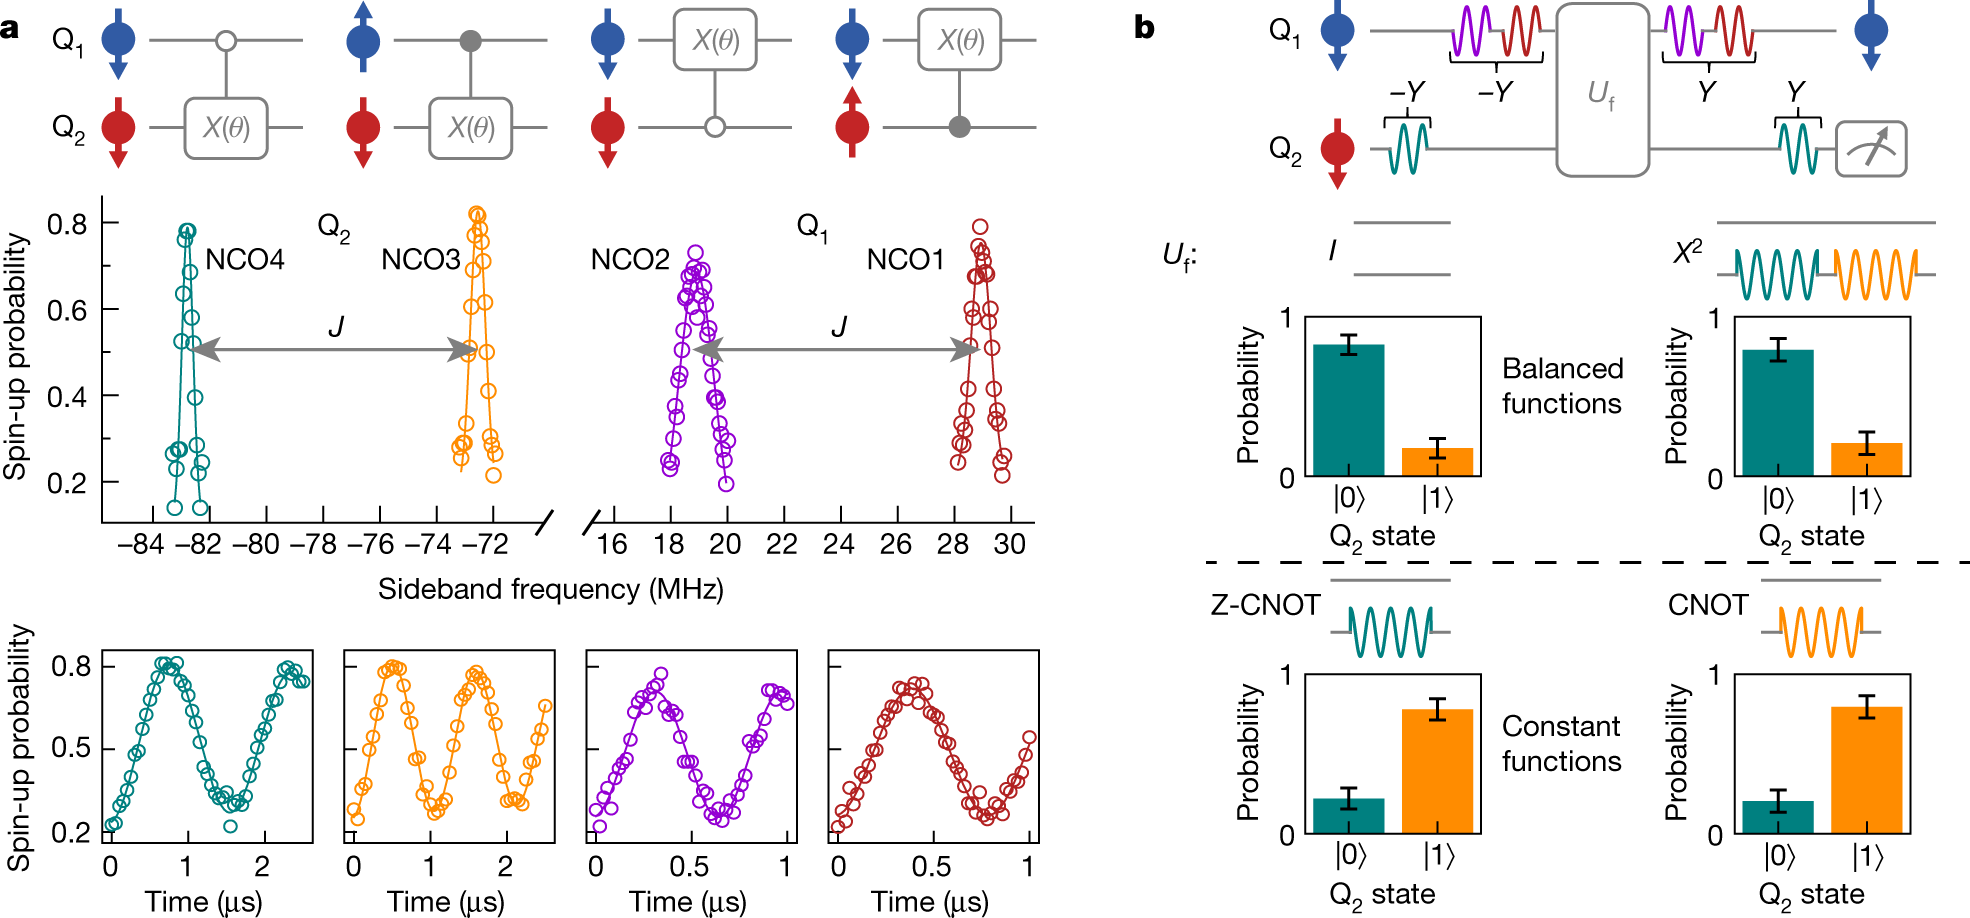 a
Q1
Q2
X(θ)
X(θ)
X(θ)
X(θ)
Spin-up probability
0.8
0.6
0.4
0.2
NCO4
Q2
NCO3
J
NCO2
Q1
NCO1
J
−84 −82 −80 −78 −76 −74 −72
16 18 20 22 24 26 28 30
Sideband frequency (MHz)
Spin-up probability
0.8
0.5
0.2
0 1 2
Time (μs)
0 1 2
Time (μs)
0 0.5 1
Time (μs)
0 0.5 1
Time (μs)
b
Q1
Q2
−Y
−Y
Uf
Y
Y
Uf:
I
X²
Probability
1
0
|0⟩ |1⟩
Q2 state
Balanced
functions
Probability
1
0
|0⟩ |1⟩
Q2 state
Z-CNOT
CNOT
Probability
1
0
|0⟩ |1⟩
Q2 state
Constant
functions
Probability
1
0
|0⟩ |1⟩
Q2 state